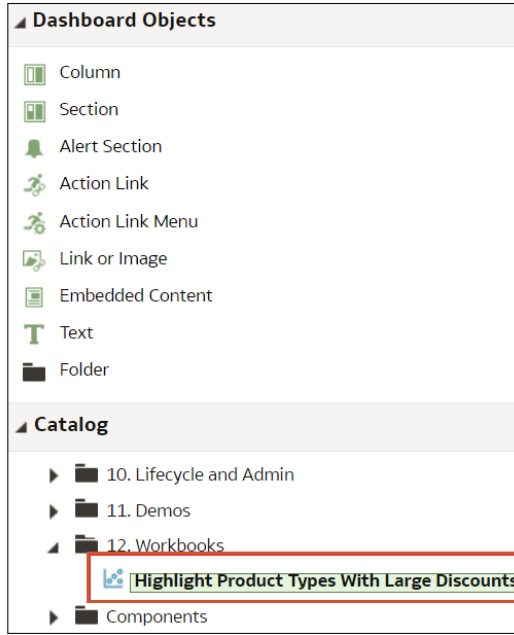 Dashboard Objects
Column
Section
Alert Section
Action Link
Action Link Menu
Link or Image
Embedded Content
Text
Folder
Catalog
10. Lifecycle and Admin
11. Demos
12. Workbooks
Highlight Product Types With Large Discounts
Components